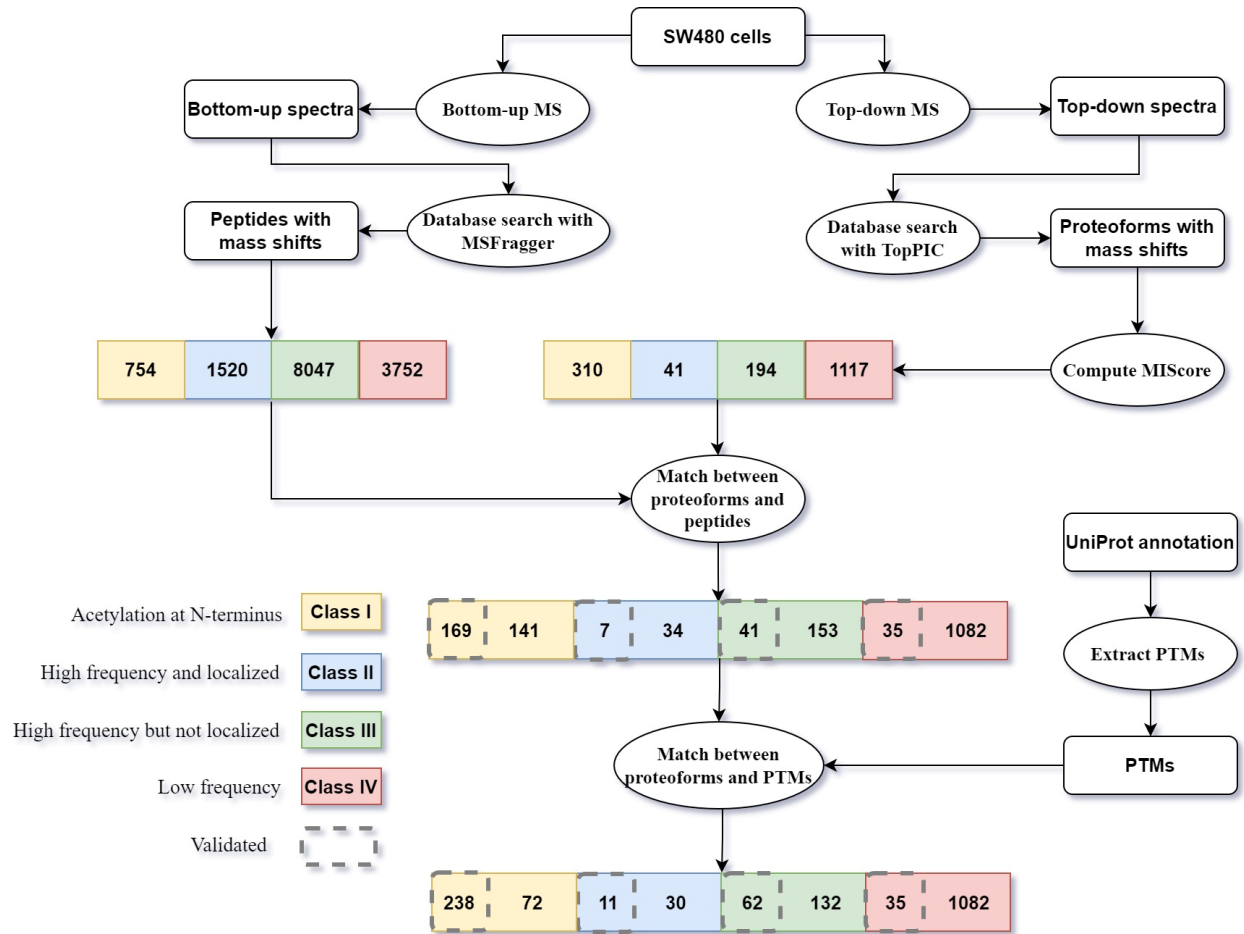 SW480 cells
Bottom-up spectra
Bottom-up MS
Top-down MS
Top-down spectra
Peptides with
mass shifts
Database search with
MSFragger
Database search
with TopPIC
Proteoforms with
mass shifts
754 1520 8047 3752
310 41 194 1117
Compute MIScore
Match between
proteoforms and
peptides
UniProt annotation
Acetylation at N-terminus Class I
169 141 7 34 41 153 35 1082
Extract PTMs
High frequency and localized Class II
High frequency but not localized Class III
Match between
proteoforms and PTMs
PTMs
Low frequency Class IV
Validated
238 72 11 30 62 132 35 1082